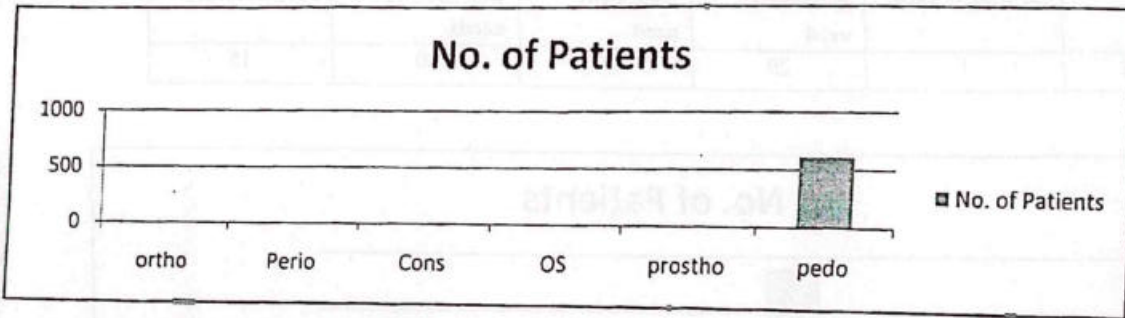 No. of Patients
1000
500
0
ortho Perio Cons OS prostho pedo
No. of Patients